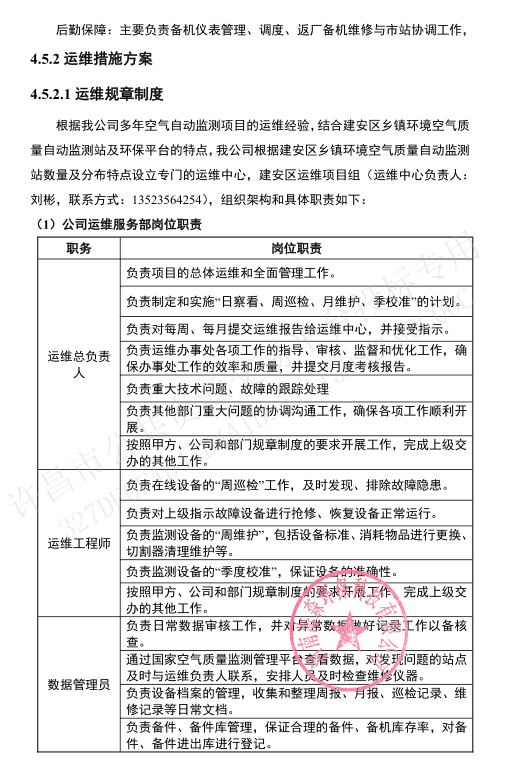 后勤保障：主要负责备机仪表管理、调度、返厂备机维修与市站协调工作，
4.5.2 运维措施方案
4.5.2.1 运维规章制度
根据我公司多年空气自动监测项目的运维经验，结合建安区乡镇环境空气质
量自动监测站及环保平台的特点，我公司根据建安区乡镇环境空气质量自动监测
站数量及分布特点设立专门的运维中心，建安区运维项目组（运维中心负责人：
刘彬，联系方式：13523564254），组织架构和具体职责如下：
（1）公司运维服务部岗位职责
职务 岗位职责
运维总负责
人
负责项目的总体运维和全面管理工作。
负责制定和实施“日察看、周巡检、月维护、季校准”的计划。
负责对每周、每月提交运维报告给运维中心，并接受指示。
负责运维办事处各项工作的指导、审核、监督和优化工作，确
保办事处工作的效率和质量，并提交月度考核报告。
负责重大技术问题、故障的跟踪处理
负责其他部门重大问题的协调沟通工作，确保各项工作顺利开
展。
按照甲方、公司和部门规章制度的要求开展工作，完成上级交
办的其他工作。
运维工程师
负责在线设备的“周巡检”工作，及时发现、排除故障隐患。
负责对上级指示故障设备进行抢修、恢复设备正常运行。
负责监测设备的“周维护”，包括设备标准、消耗物品进行更换、
切割器清理维护等。
负责监测设备的“季度校准”，保证设备的准确性。
按照甲方、公司和部门规章制度的要求开展工作，完成上级交
办的其他工作。
数据管理员
负责日常数据审核工作，并对异常数据做好记录工作以备核
查。
通过国家空气质量监测管理平台查看数据，对发现问题的站点
及时与运维负责人联系，安排人员及时检查维修仪器。
负责设备档案的管理，收集和整理周报、月报、巡检记录、维
修记录等日常文档。
负责备件、备件库管理，保证合理的备件、备机库存率，对备
件、备件进出库进行登记。